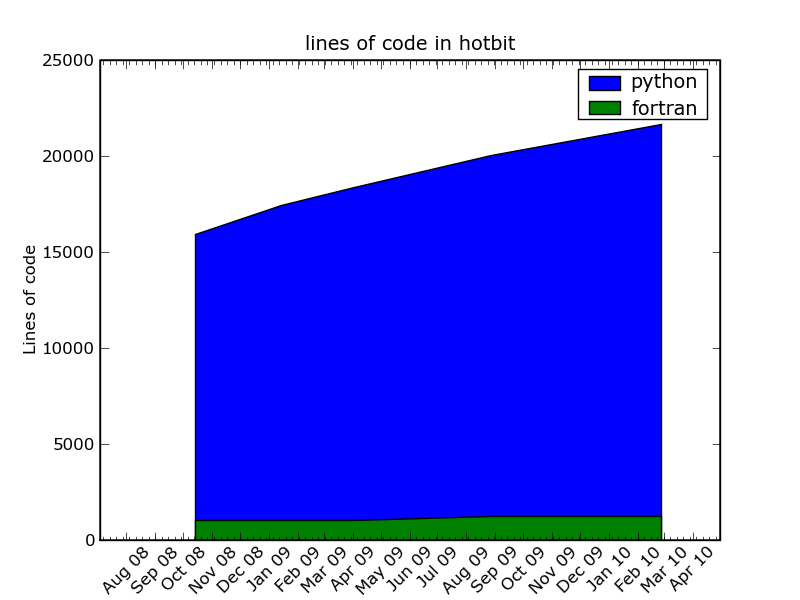 lines of code in hotbit
25000
20000
15000
10000
5000
0
Lines of code
python
fortran
Aug 08
Sep 08
Oct 08
Nov 08
Dec 08
Jan 09
Feb 09
Mar 09
Apr 09
May 09
Jun 09
Jul 09
Aug 09
Sep 09
Oct 09
Nov 09
Dec 09
Jan 10
Feb 10
Mar 10
Apr 10